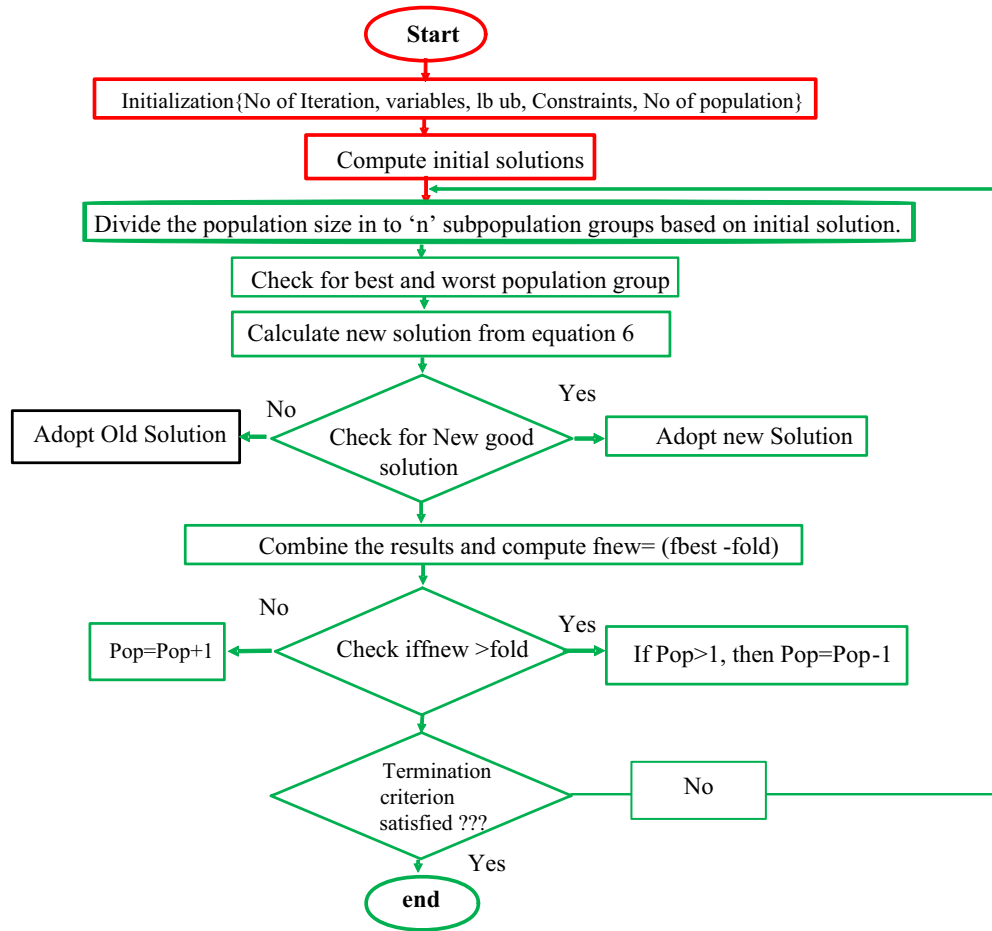 Start
Initialization{No of Iteration, variables, lb ub, Constraints, No of population}
Compute initial solutions
Divide the population size in to ‘n’ subpopulation groups based on initial solution.
Check for best and worst population group
Calculate new solution from equation 6
No
Yes
Adopt Old Solution
Check for New good
solution
Adopt new Solution
Combine the results and compute fnew= (fbest -fold)
No
Yes
Pop=Pop+1
Check iffnew >fold
If Pop>1, then Pop=Pop-1
Termination
criterion
satisfied ???
No
Yes
end